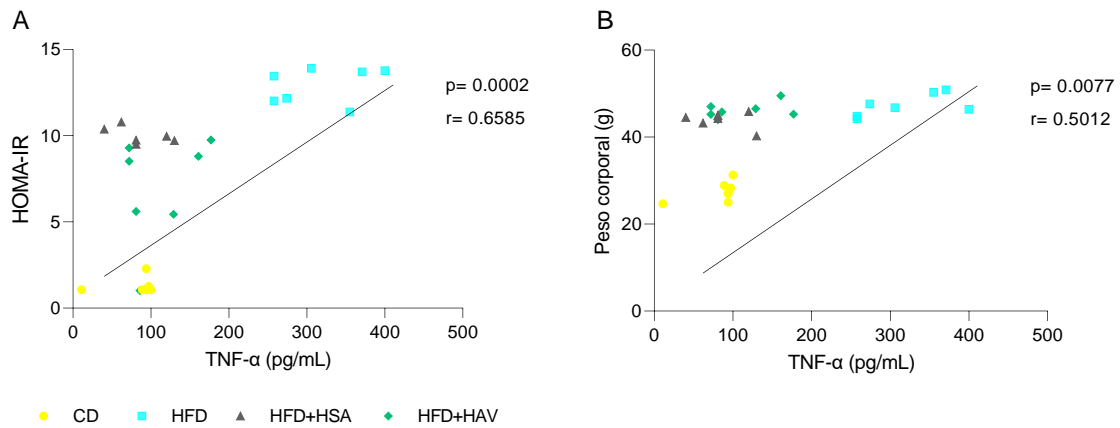 A
HOMA-IR
15
10
5
0
0 100 200 300 400 500
TNF-α (pg/mL)
p= 0.0002
r= 0.6585
B
Peso corporal (g)
60
40
20
0
0 100 200 300 400 500
TNF-α (pg/mL)
p= 0.0077
r= 0.5012
CD HFD HFD+HSA HFD+HAV